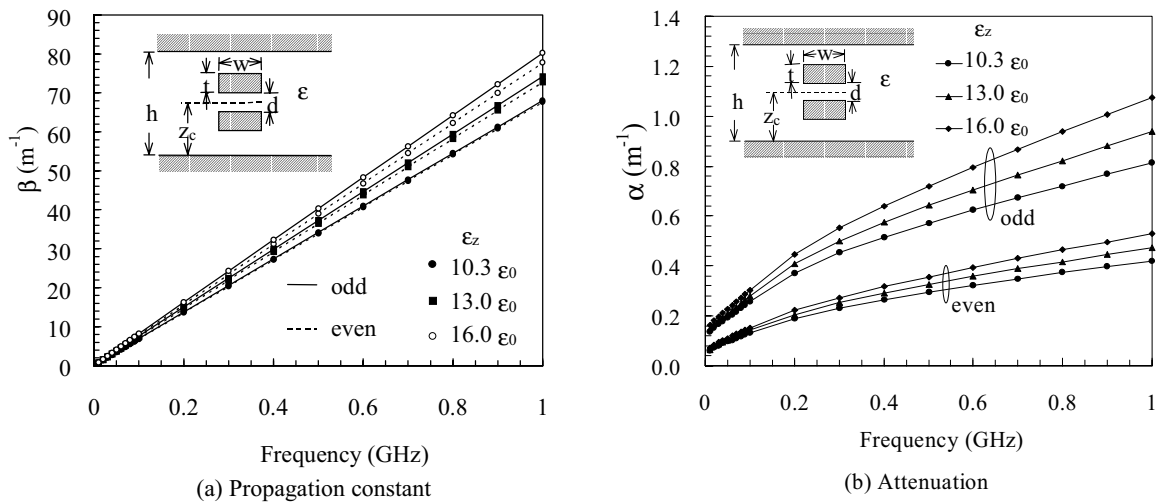 90
80
70
60
50
40
30
20
10
0
β (m⁻¹)
w
t
ε
d
h
z_c
ε_z
10.3 ε₀
13.0 ε₀
16.0 ε₀
odd
even
0 0.2 0.4 0.6 0.8 1
Frequency (GHz)
(a) Propagation constant
1.4
1.2
1.0
0.8
0.6
0.4
0.2
0.0
α (m⁻¹)
w
t
ε
d
h
z_c
ε_z
10.3 ε₀
13.0 ε₀
16.0 ε₀
odd
even
0 0.2 0.4 0.6 0.8 1
Frequency (GHz)
(b) Attenuation